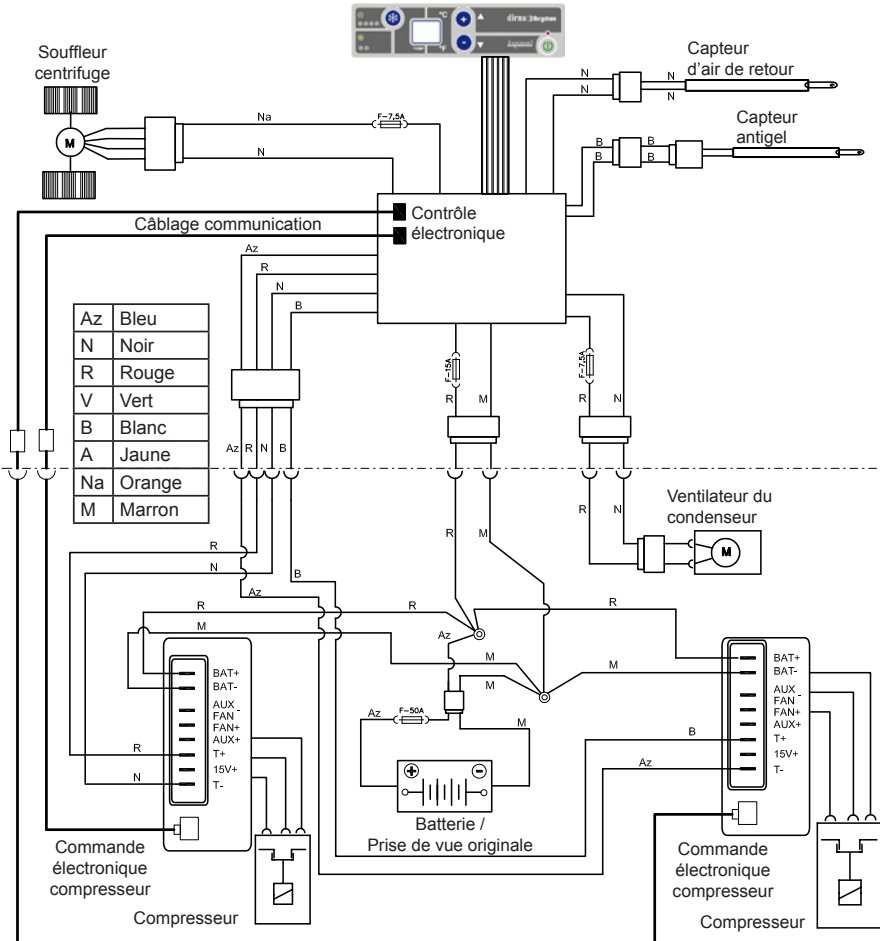 °C
dirna Bergstrom
°F
bycool
Souffleur
centrifuge
M
Na
F-7,5A
N
N
N
N
N
Capteur
d'air de retour
B
B
B
B
Capteur
antigel
Câblage communication
Contrôle
électronique
Az
R
N
B
Az Bleu
N Noir
R Rouge
V Vert
B Blanc
A Jaune
Na Orange
M Marron
F-15A
F-7,5A
R
M
R
N
Az
R
N
B
R
M
R
N
Ventilateur du
condenseur
M
R
N
B
Az
R
R
R
M
Az
M
M
M
BAT+
BAT-
AUX -
FAN
FAN+
AUX+
T+
15V+
T-
R
N
Az
F-50A
M
Batterie /
Prise de vue originale
B
Az
BAT+
BAT-
AUX -
FAN
FAN+
AUX+
T+
15V+
T-
Commande
électronique
compresseur
Compresseur
Commande
électronique
compresseur
Compresseur